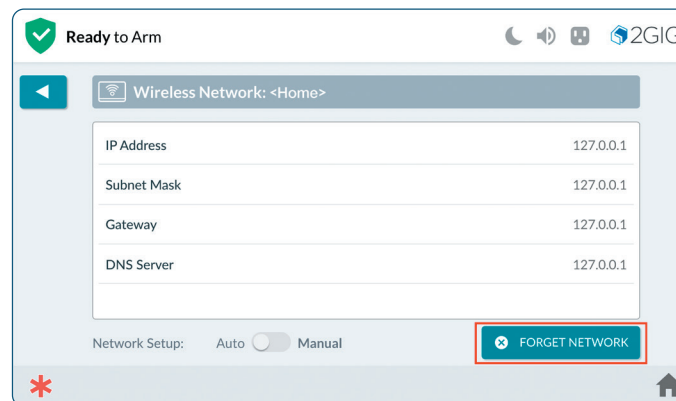 Ready to Arm
2GIG
Wireless Network: <Home>
IP Address 127.0.0.1
Subnet Mask 127.0.0.1
Gateway 127.0.0.1
DNS Server 127.0.0.1
Network Setup: Auto Manual FORGET NETWORK